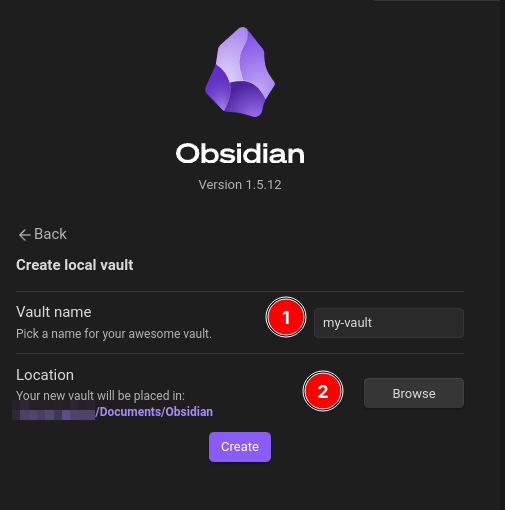 Obsidian
Version 1.5.12
Back
Create local vault
Vault name
Pick a name for your awesome vault.
1
my-vault
Location
Your new vault will be placed in:
/Documents/Obsidian
2
Browse
Create